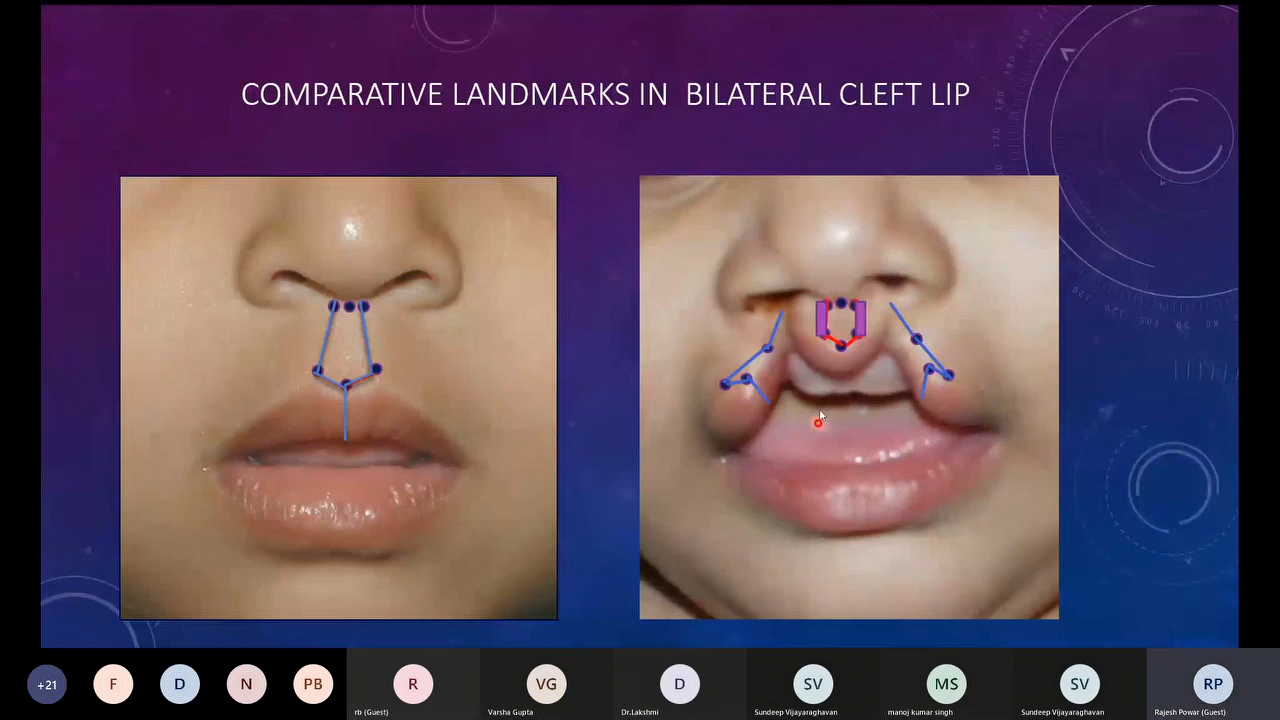 COMPARATIVE LANDMARKS IN BILATERAL CLEFT LIP
+21
F
D
N
PB
R
VG
D
SV
MS
SV
RP
rb (Guest)
Varsha Gupta
Dr.Lakshmi
Sundeep Vijayaraghavan
manoj kumar singh
Sundeep Vijayaraghavan
Rajesh Powar (Guest)